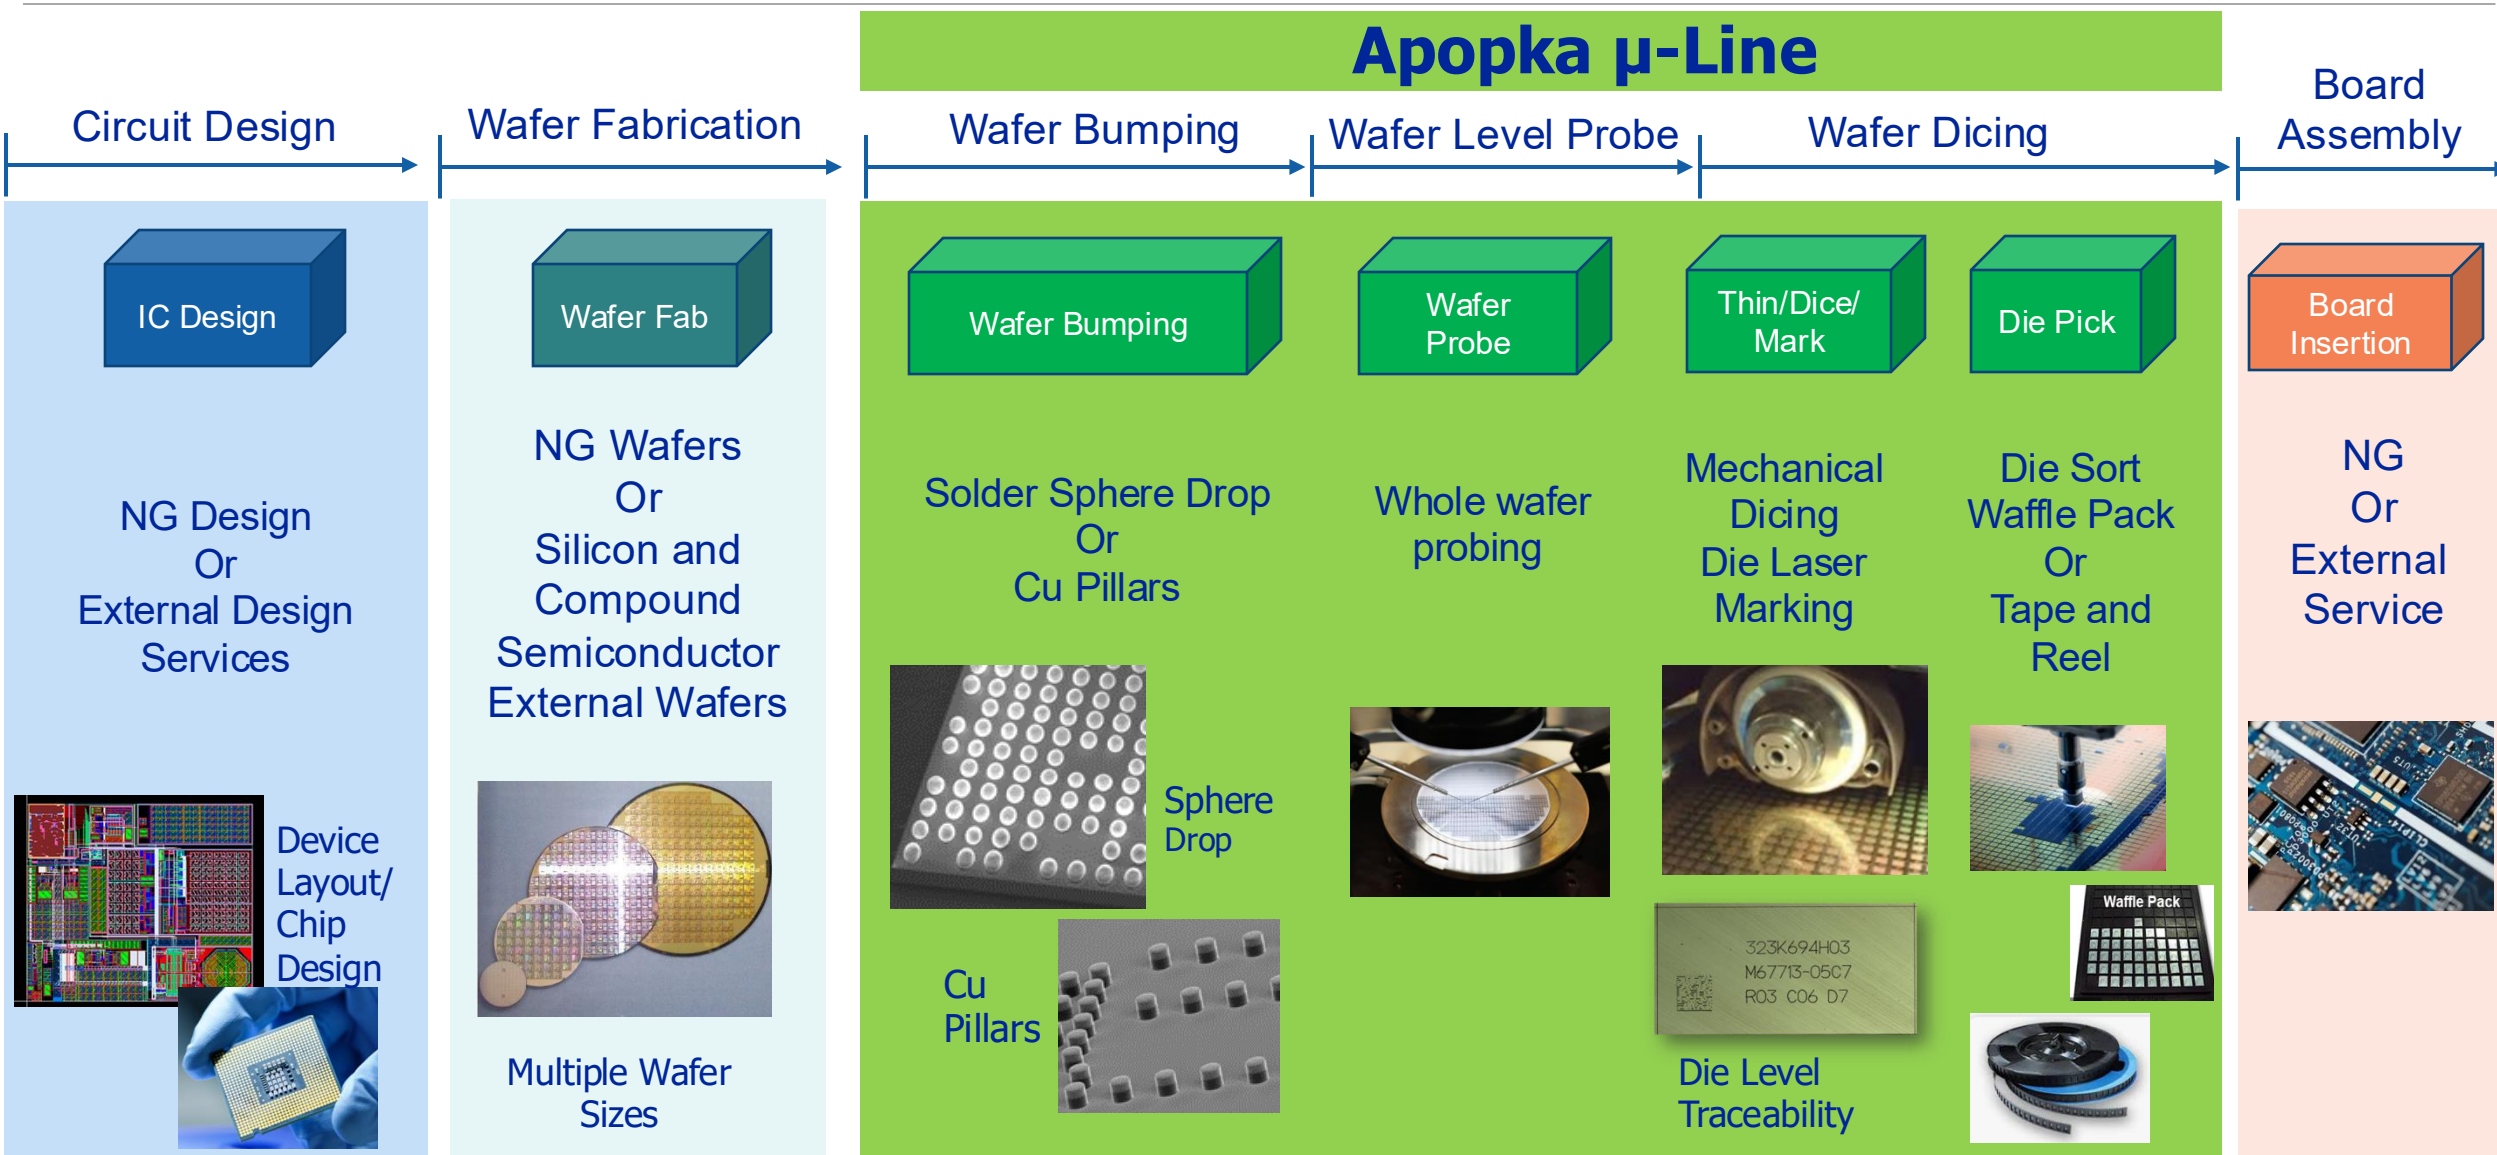 Apopka µ-Line
Circuit Design
Wafer Fabrication
Wafer Bumping
Wafer Level Probe
Wafer Dicing
Board
Assembly
IC Design
NG Design
Or
External Design
Services
Device
Layout/
Chip
Design
Wafer Fab
NG Wafers
Or
Silicon and
Compound
Semiconductor
External Wafers
Multiple Wafer
Sizes
Wafer Bumping
Solder Sphere Drop
Or
Cu Pillars
Sphere
Drop
Cu
Pillars
Wafer
Probe
Whole wafer
probing
Thin/Dice/
Mark
Mechanical
Dicing
Die Laser
Marking
323K694H03
M67713-05C7
R03 C06 D7
Die Level
Traceability
Die Pick
Die Sort
Waffle Pack
Or
Tape and
Reel
Waffle Pack
Board
Insertion
NG
Or
External
Service